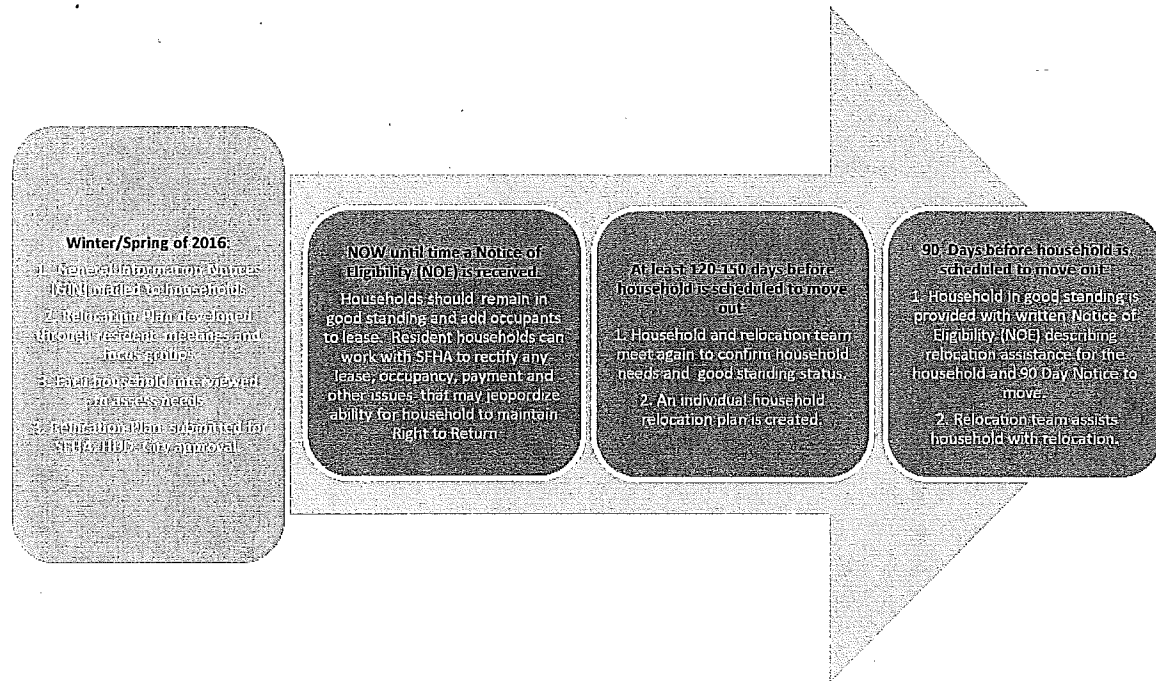 Winter/Spring of 2016:
1. General Information Notices
(GIN) mailed to households
2. Relocation Plan developed
through resident meetings and
focus groups
3. Each household interviewed
to assess needs
3. Relocation Plan submitted for
SFHA, HUD, City approval
NOW until time a Notice of
Eligibility (NOE) is received.
Households should remain in
good standing and add occupants
to lease. Resident households can
work with SFHA to rectify any
lease, occupancy, payment and
other issues that may jeopordize
ability for household to maintain
Right to Return
At least 120-150 days before
household is scheduled to move
out
1. Household and relocation team
meet again to confirm household
needs and good standing status.
2. An individual household
relocation plan is created.
90 Days before household is
scheduled to move out
1. Household in good standing is
provided with written Notice of
Eligibility (NOE) describing
relocation assistance for the
household and 90 Day Notice to
move.
2. Relocation team assists
household with relocation.